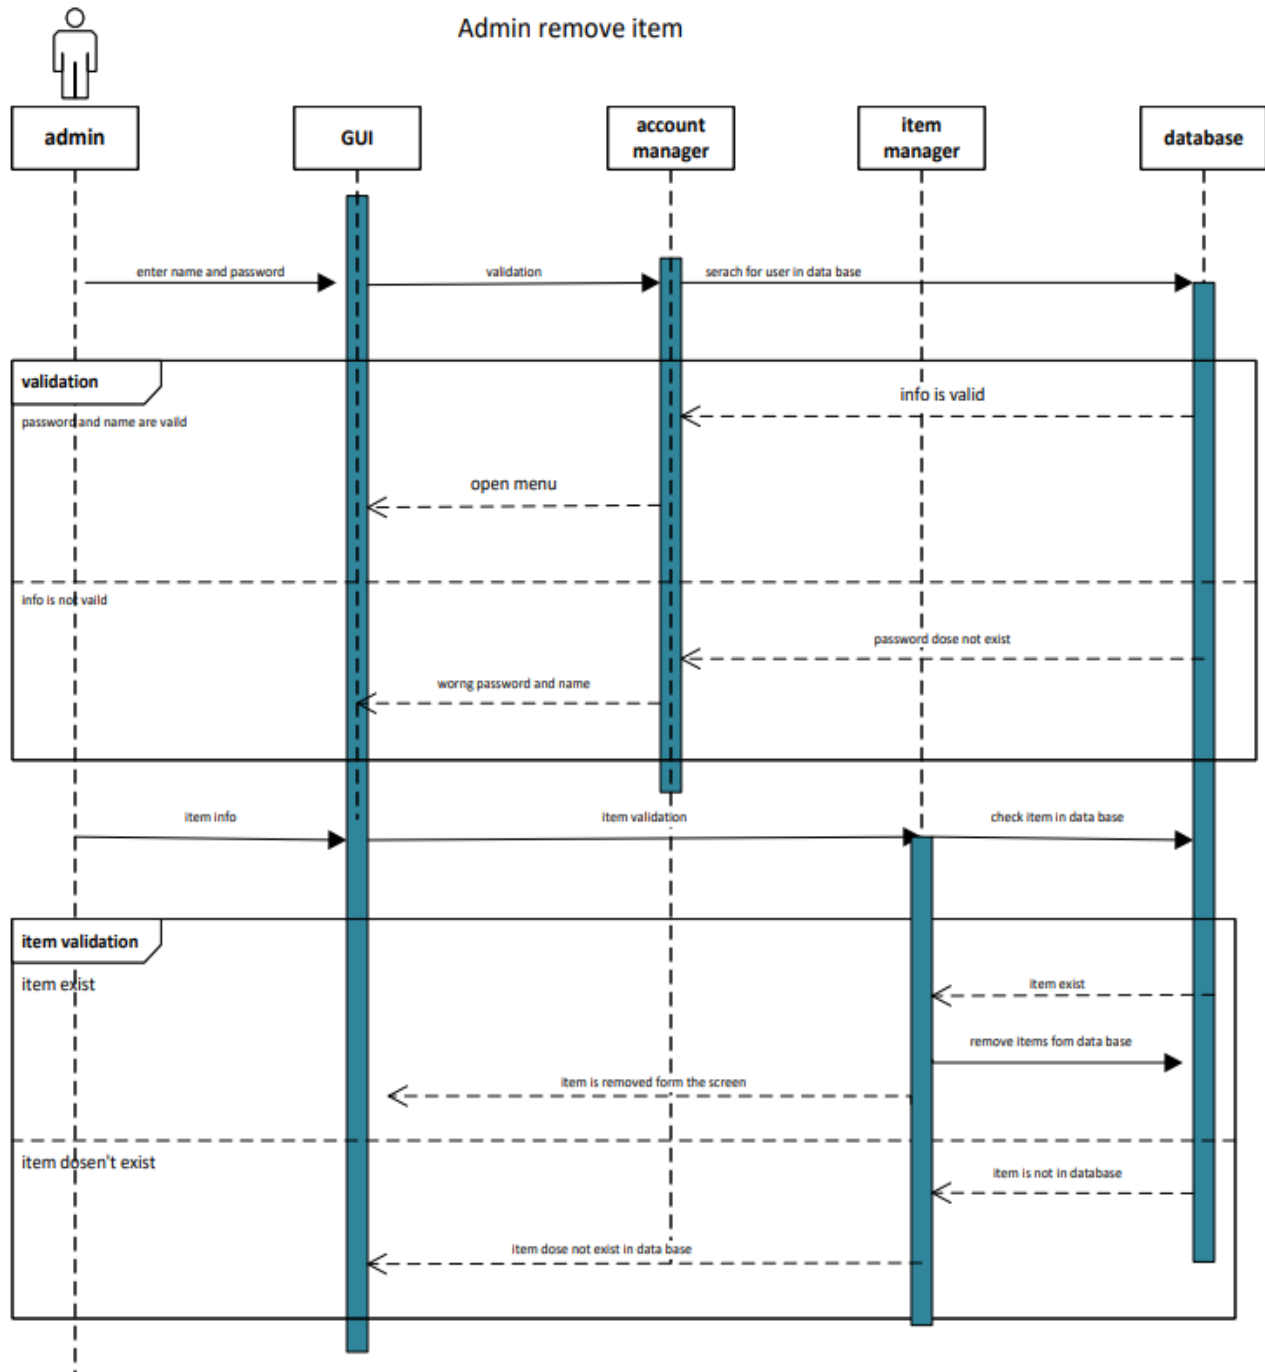 Admin remove item
admin
GUI
account
manager
item
manager
database
enter name and password
validation
serach for user in data base
validation
password and name are vaild
info is valid
open menu
info is not vaild
password dose not exist
worng password and name
item info
item validation
check item in data base
item validation
item exist
item exist
remove items fom data base
item is removed form the screen
item dosen't exist
item is not in database
item dose not exist in data base